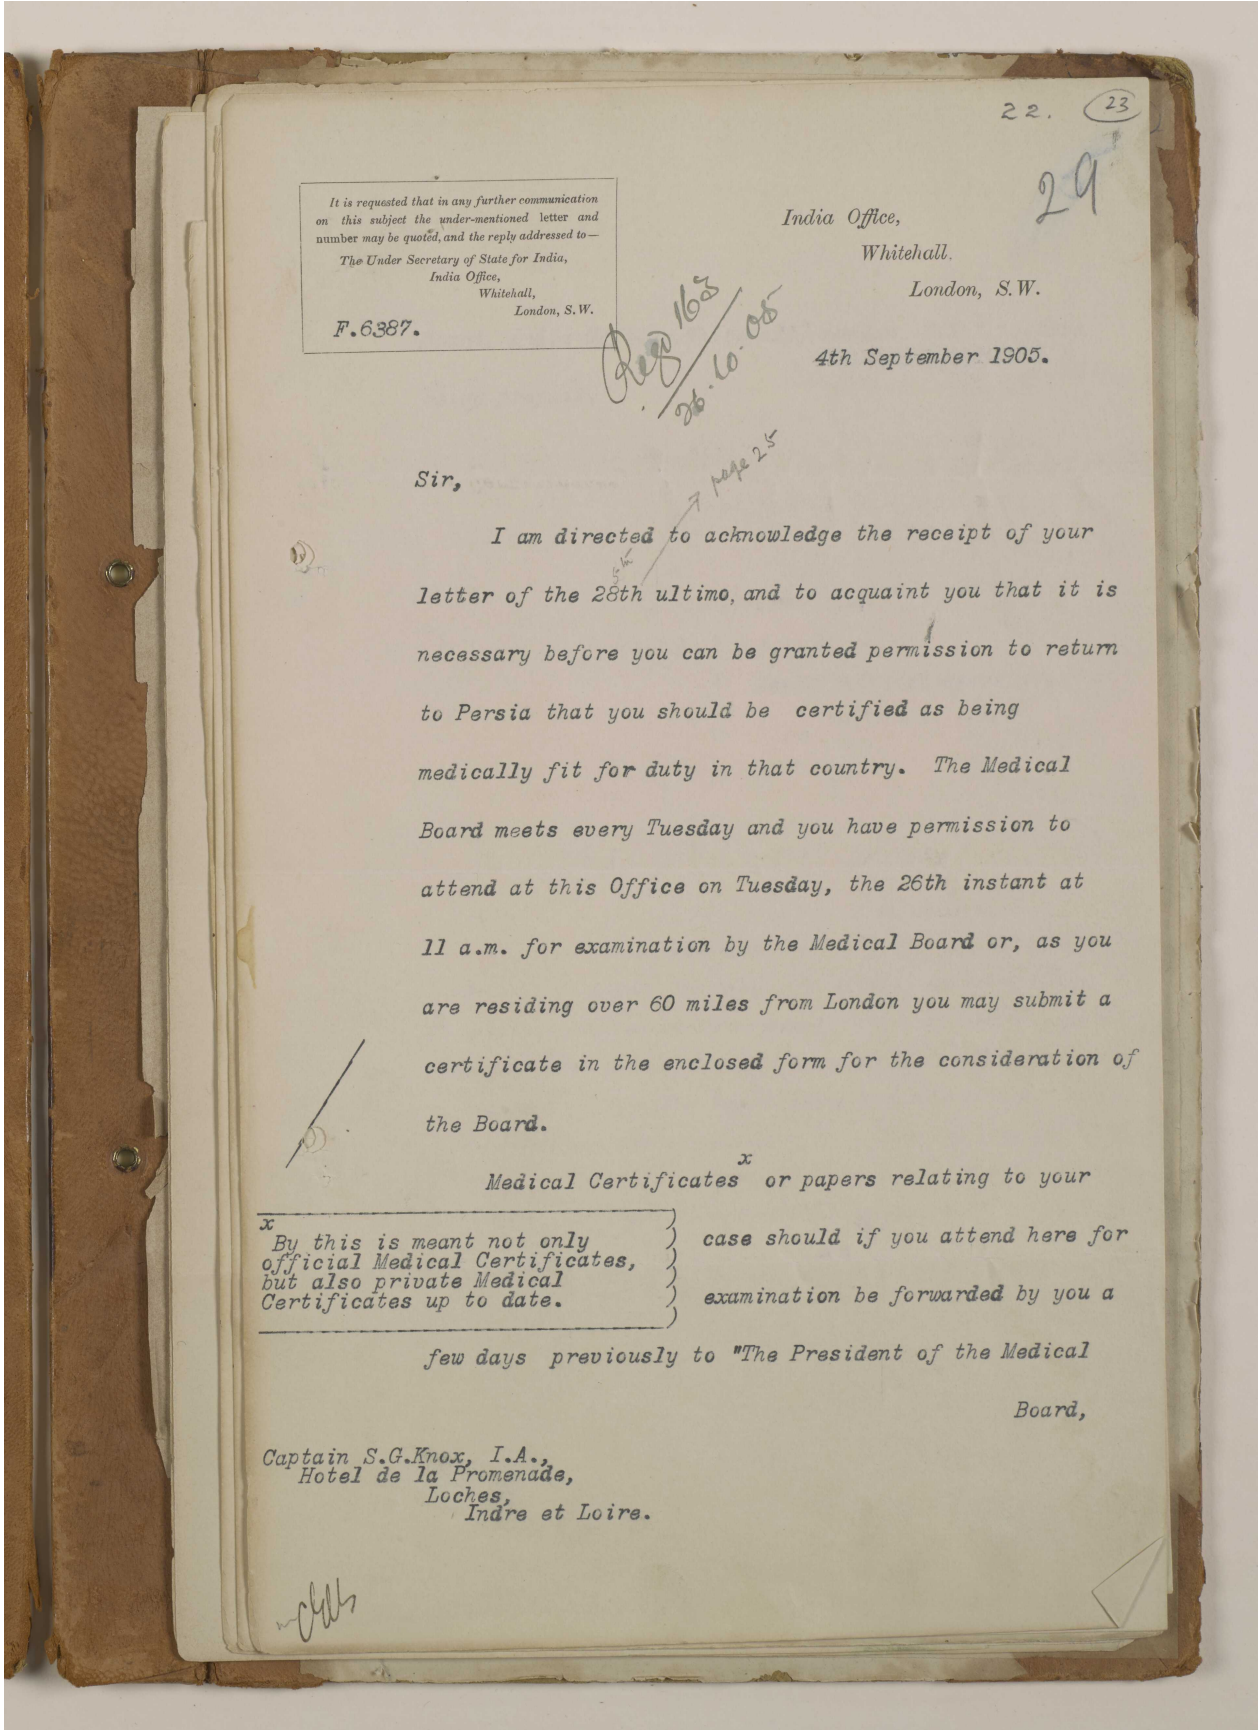 22. 23
29
It is requested that in any further communication
on this subject the under-mentioned letter and
number may be quoted, and the reply addressed to—
The Under Secretary of State for India,
India Office,
Whitehall,
London, S.W.
F.6387.
India Office,
Whitehall.
London, S.W.
4th September 1905.
Regd 163
26.10.05
page 25
Sir,
I am directed to acknowledge the receipt of your
letter of the 28th ultimo, and to acquaint you that it is
necessary before you can be granted permission to return
to Persia that you should be certified as being
medically fit for duty in that country. The Medical
Board meets every Tuesday and you have permission to
attend at this Office on Tuesday, the 26th instant at
11 a.m. for examination by the Medical Board or, as you
are residing over 60 miles from London you may submit a
certificate in the enclosed form for the consideration of
the Board.
Medical Certificates x or papers relating to your
x
By this is meant not only
official Medical Certificates,
but also private Medical
Certificates up to date.
case should if you attend here for
examination be forwarded by you a
few days previously to "The President of the Medical
Board,
Captain S.G.Knox, I.A.,
Hotel de la Promenade,
Loches,
Indre et Loire.